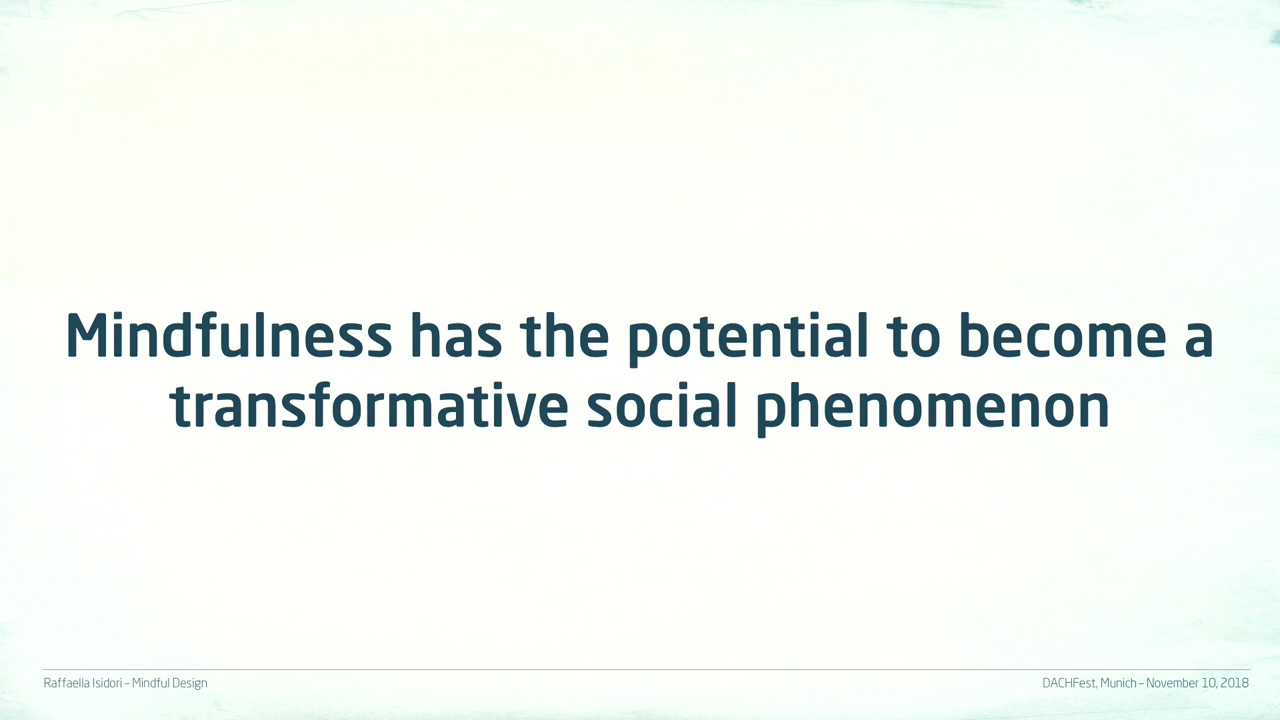 Mindfulness has the potential to become a
transformative social phenomenon
Raffaella Isidori – Mindful Design
DACHFest, Munich – November 10, 2018